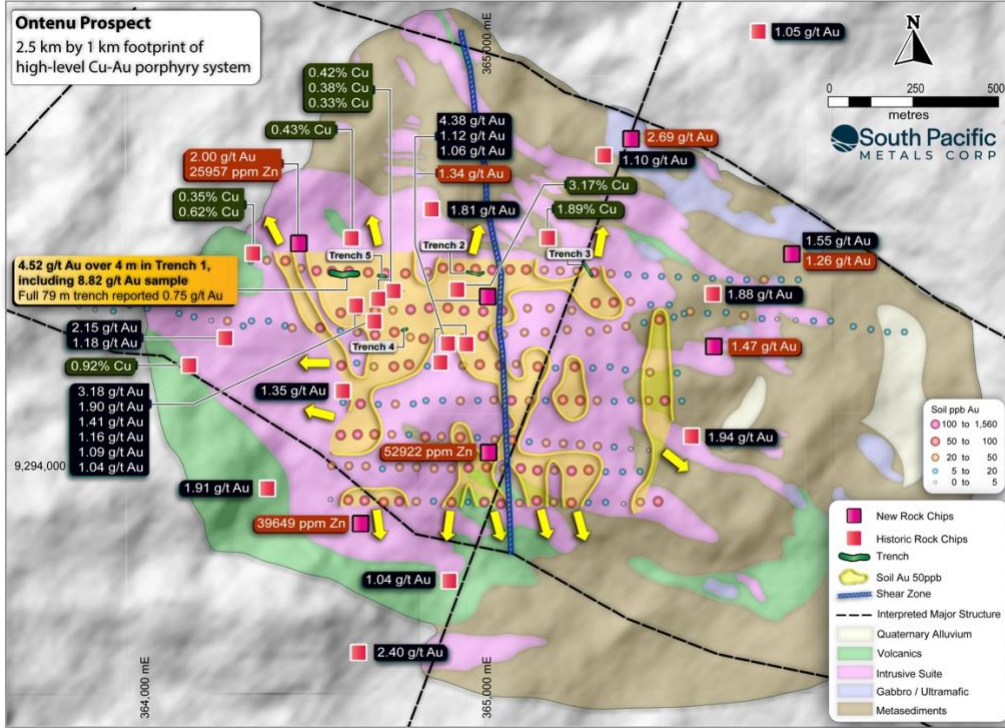 Ontenu Prospect
2.5 km by 1 km footprint of
high-level Cu-Au porphyry system
365,000 mE
1.05 g/t Au
N
0 250 500
metres
South Pacific
METALS CORP
0.42% Cu
0.38% Cu
0.33% Cu
0.43% Cu
4.38 g/t Au
1.12 g/t Au
1.06 g/t Au
1.34 g/t Au
2.69 g/t Au
1.10 g/t Au
2.00 g/t Au
25957 ppm Zn
3.17% Cu
1.89% Cu
0.35% Cu
0.62% Cu
1.81 g/t Au
Trench 2
Trench 5
Trench 3
1.55 g/t Au
1.26 g/t Au
4.52 g/t Au over 4 m in Trench 1,
including 8.82 g/t Au sample
Full 79 m trench reported 0.75 g/t Au
1.88 g/t Au
2.15 g/t Au
1.18 g/t Au
Trench 4
1.47 g/t Au
0.92% Cu
3.18 g/t Au
1.90 g/t Au
1.41 g/t Au
1.16 g/t Au
1.09 g/t Au
1.04 g/t Au
1.35 g/t Au
1.94 g/t Au
52922 ppm Zn
9,294,000
1.91 g/t Au
39649 ppm Zn
1.04 g/t Au
2.40 g/t Au
364,000 mE
365,000 mE
Soil ppb Au
100 to 1,560
50 to 100
20 to 50
5 to 20
0 to 5
New Rock Chips
Historic Rock Chips
Trench
Soil Au 50ppb
Shear Zone
Interpreted Major Structure
Quaternary Alluvium
Volcanics
Intrusive Suite
Gabbro / Ultramafic
Metasediments